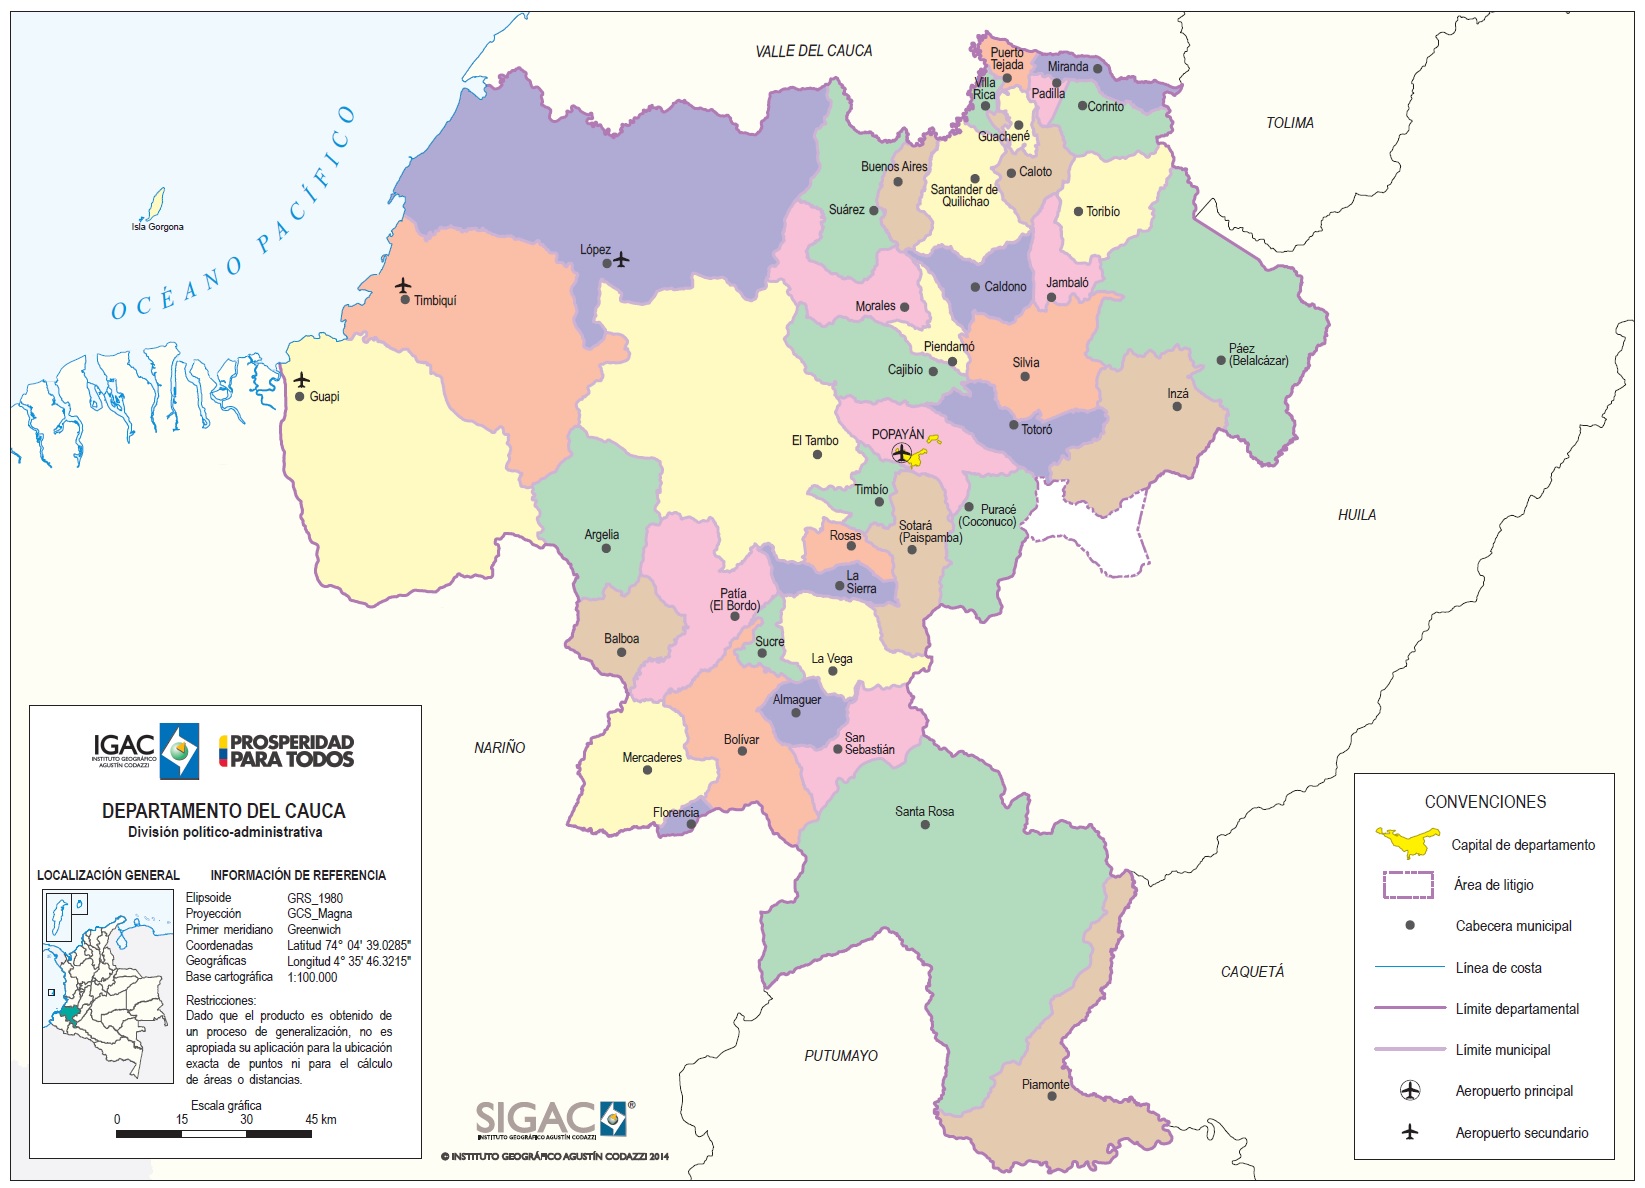 VALLE DEL CAUCA
TOLIMA
HUILA
CAQUETÁ
PUTUMAYO
NARIÑO
OCÉANO PACÍFICO
Isla Gorgona
Puerto
Tejada
Miranda
Villa
Rica
Padilla
Corinto
Guachené
Buenos Aires
Caloto
Santander de
Quilichao
Suárez
Toribío
López
Timbiquí
Caldono
Jambaló
Morales
Piendamó
Cajibío
Silvia
Páez
(Belalcázar)
Inzá
Guapi
El Tambo
POPAYÁN
Totoró
Timbío
Puracé
(Coconuco)
Sotará
(Paispamba)
Argelia
Rosas
La
Sierra
Patía
(El Bordo)
Balboa
Sucre
La Vega
Almaguer
Bolívar
San
Sebastián
Mercaderes
Florencia
Santa Rosa
Piamonte
IGAC
INSTITUTO GEOGRÁFICO
AGUSTÍN CODAZZI
PROSPERIDAD
PARA TODOS
DEPARTAMENTO DEL CAUCA
División político-administrativa
LOCALIZACIÓN GENERAL
INFORMACIÓN DE REFERENCIA
Elipsoide GRS_1980
Proyección GCS_Magna
Primer meridiano Greenwich
Coordenadas Latitud 74° 04' 39.0285"
Geográficas Longitud 4° 35' 46.3215"
Base cartográfica 1:100.000
Restricciones:
Dado que el producto es obtenido de
un proceso de generalización, no es
apropiada su aplicación para la ubicación
exacta de puntos ni para el cálculo
de áreas o distancias.
Escala gráfica
0 15 30 45 km
SIGAC ®
INSTITUTO GEOGRÁFICO AGUSTÍN CODAZZI
© INSTITUTO GEOGRÁFICO AGUSTÍN CODAZZI 2014
CONVENCIONES
Capital de departamento
Área de litigio
Cabecera municipal
Línea de costa
Límite departamental
Límite municipal
Aeropuerto principal
Aeropuerto secundario